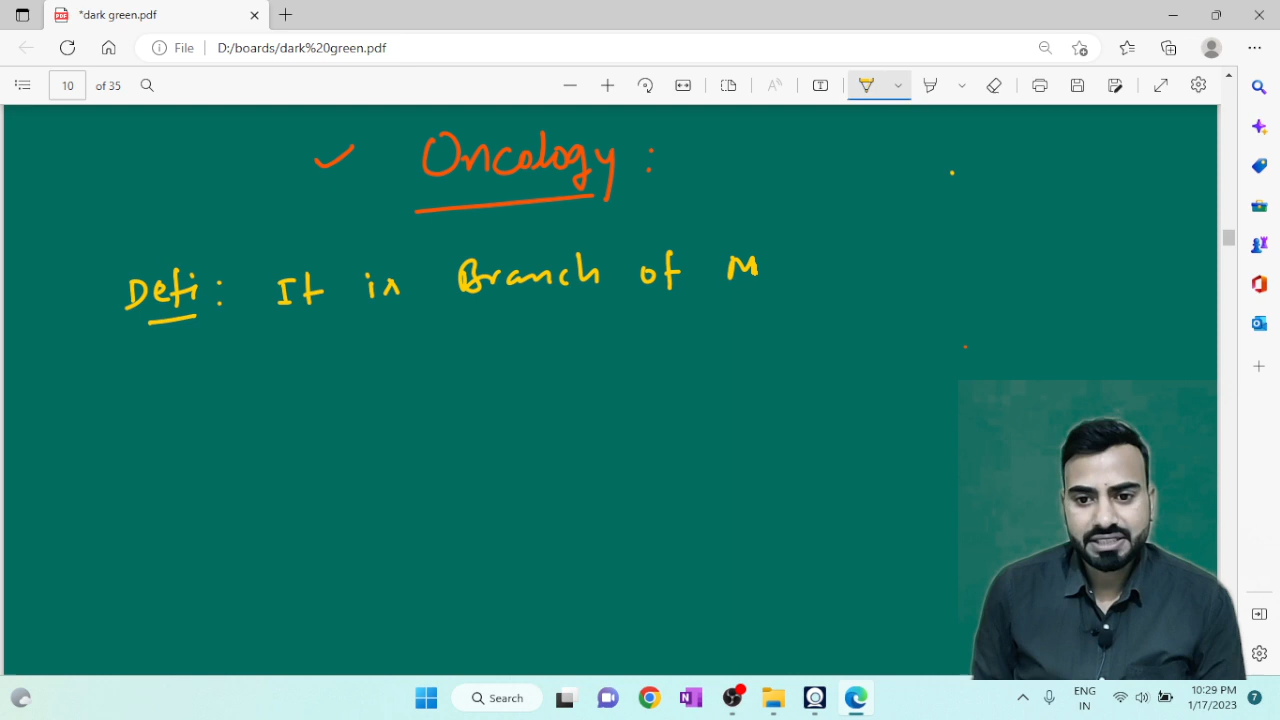 *dark green.pdf
File D:/boards/dark%20green.pdf
10 of 35
✓ Oncology :
Defi : It is Branch of M
Search
ENG
IN
10:29 PM
1/17/2023
7